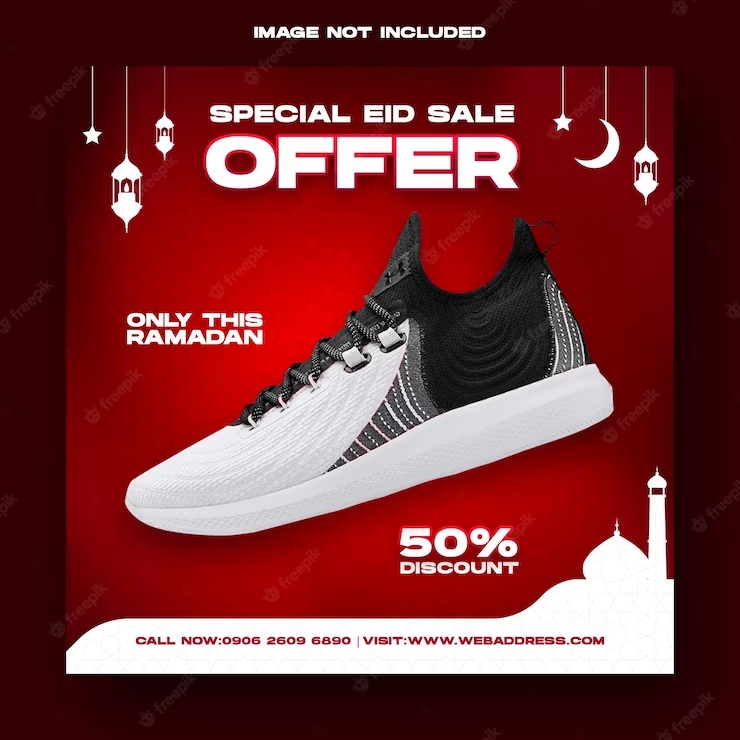 IMAGE NOT INCLUDED
SPECIAL EID SALE
OFFER
ONLY THIS
RAMADAN
50%
DISCOUNT
CALL NOW:0906 2609 6890 | VISIT:WWW.WEBADDRESS.COM
freepik